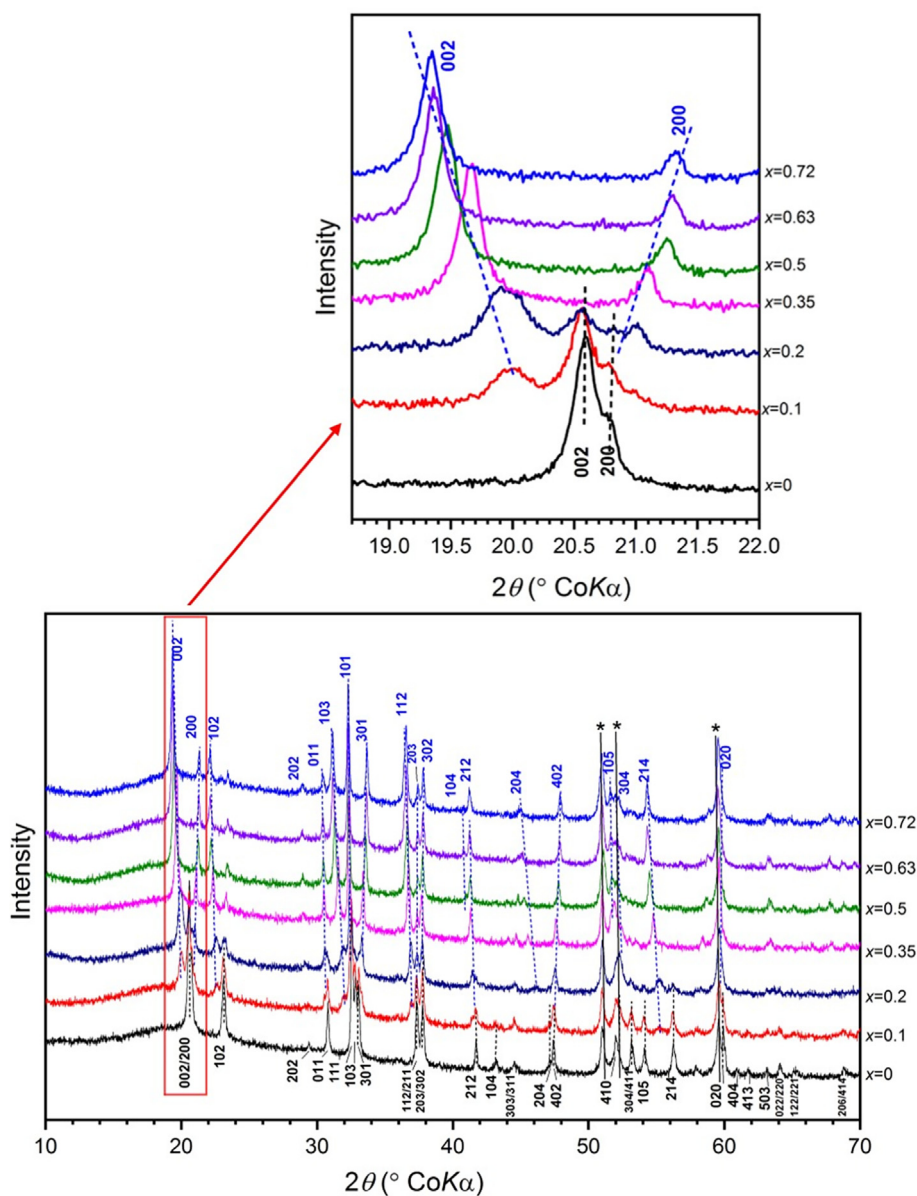 002
200
x=0.72
x=0.63
x=0.5
x=0.35
x=0.2
x=0.1
x=0
002
200
Intensity
19.0 19.5 20.0 20.5 21.0 21.5 22.0
2θ (° CoKα)
002
200
102
202
011
103
101
301
112
203
302
104
212
204
402
*
*
105
304
214
*
020
x=0.72
x=0.63
x=0.5
x=0.35
x=0.2
x=0.1
x=0
002/200
102
202
011
111
103
301
112/211
203/302
212
104
303/311
204
402
410
304/411
105
214
020
404
413
503
022/220
122/221
206/414
Intensity
10 20 30 40 50 60 70
2θ (° CoKα)